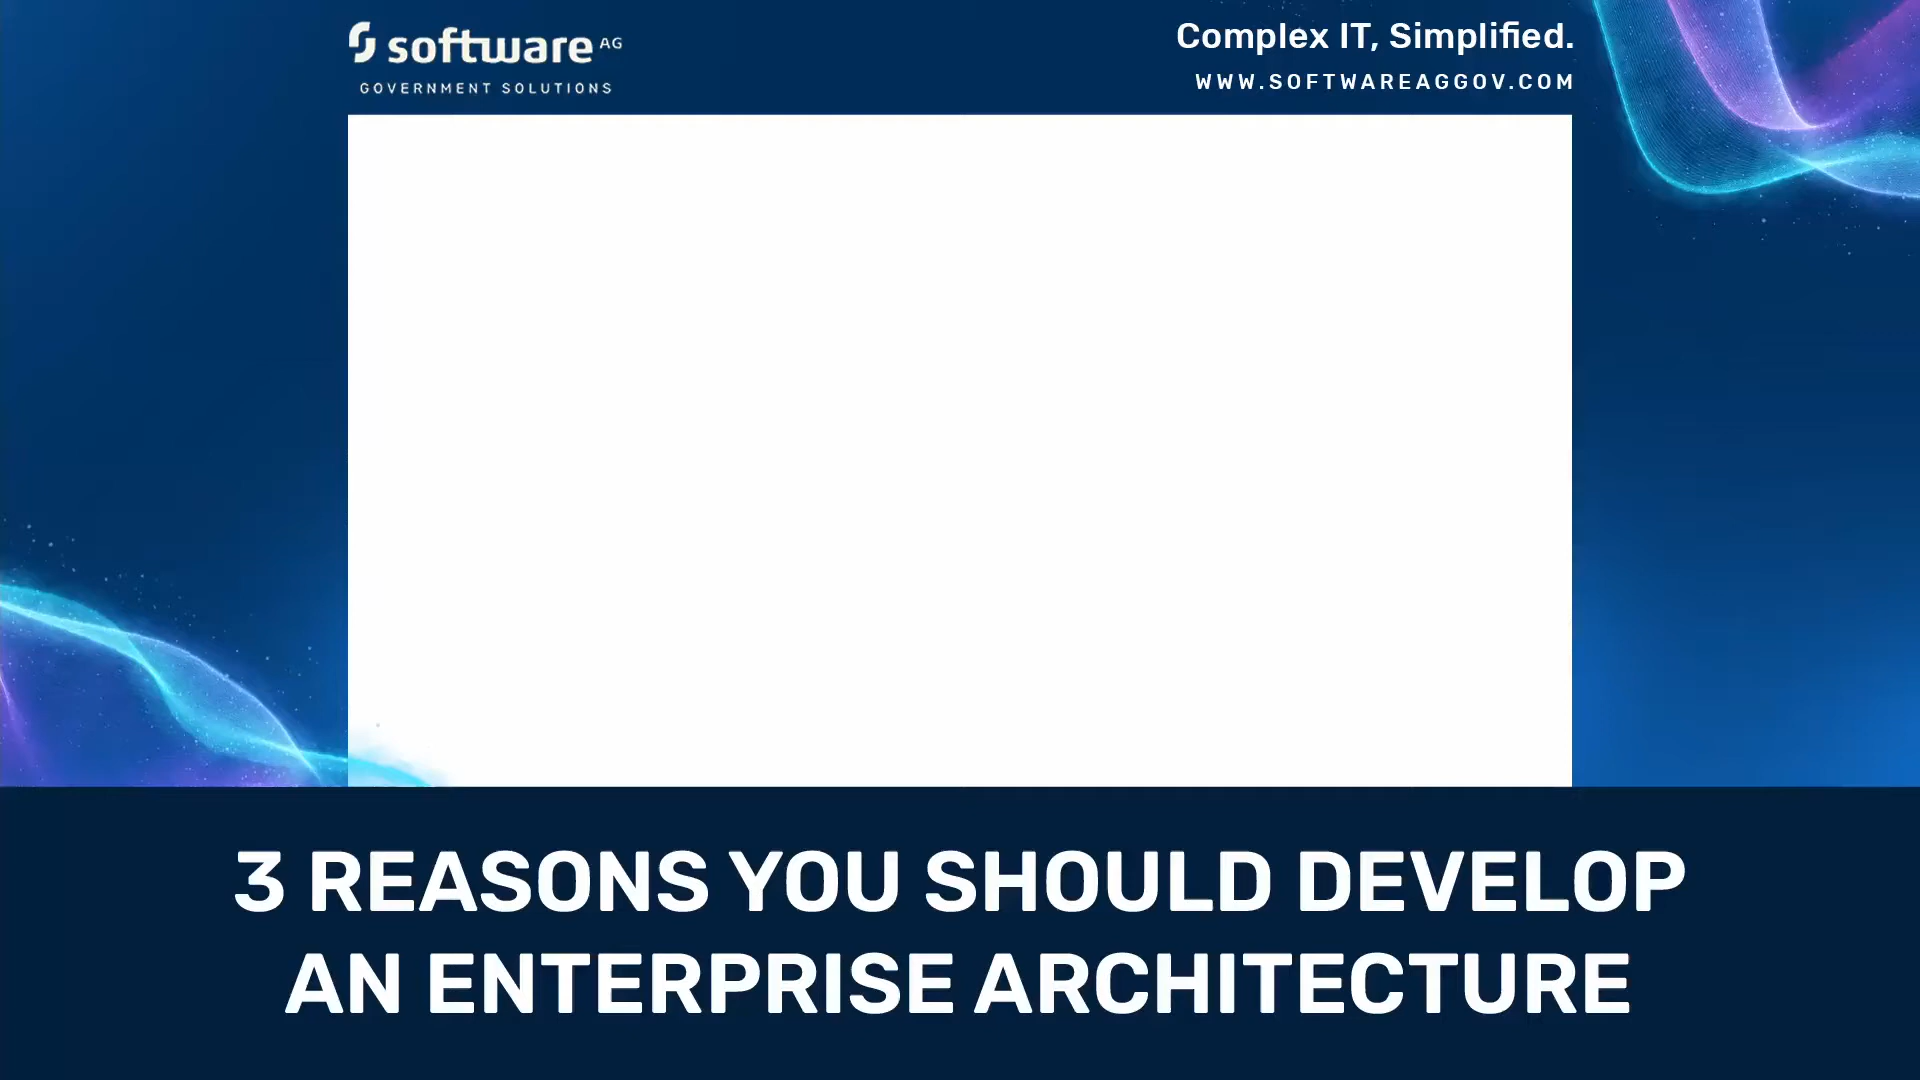 software AG
GOVERNMENT SOLUTIONS
Complex IT, Simplified.
WWW.SOFTWAREAGGOV.COM
3 REASONS YOU SHOULD DEVELOP
AN ENTERPRISE ARCHITECTURE